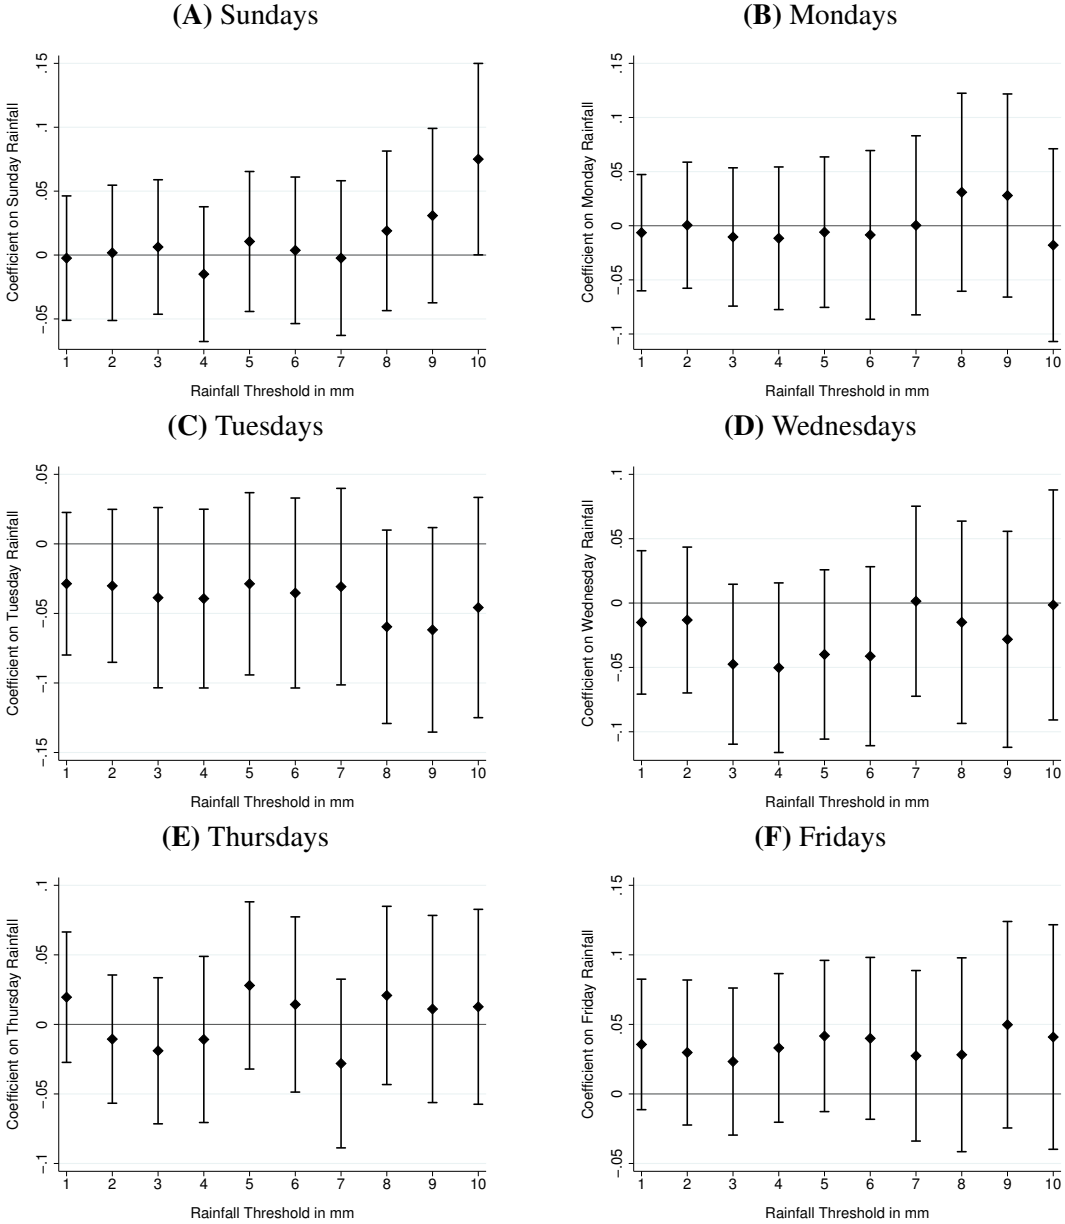 (A) Sundays
Coefficient on Sunday Rainfall
.15
.1
.05
0
-.05
1 2 3 4 5 6 7 8 9 10
Rainfall Threshold in mm
(B) Mondays
Coefficient on Monday Rainfall
.15
.1
.05
0
-.05
-.1
1 2 3 4 5 6 7 8 9 10
Rainfall Threshold in mm
(C) Tuesdays
Coefficient on Tuesday Rainfall
.05
0
-.05
-.1
-.15
1 2 3 4 5 6 7 8 9 10
Rainfall Threshold in mm
(D) Wednesdays
Coefficient on Wednesday Rainfall
.1
.05
0
-.05
-.1
1 2 3 4 5 6 7 8 9 10
Rainfall Threshold in mm
(E) Thursdays
Coefficient on Thursday Rainfall
.1
.05
0
-.05
-.1
1 2 3 4 5 6 7 8 9 10
Rainfall Threshold in mm
(F) Fridays
Coefficient on Friday Rainfall
.15
.1
.05
0
-.05
1 2 3 4 5 6 7 8 9 10
Rainfall Threshold in mm